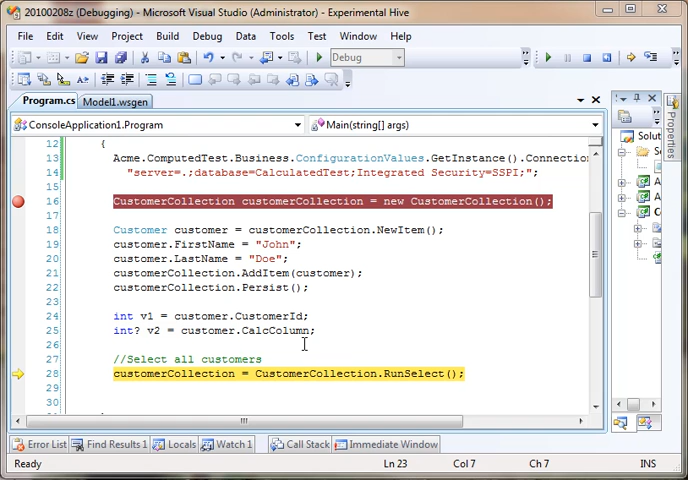 20100208z (Debugging) - Microsoft Visual Studio (Administrator) - Experimental Hive
File Edit View Project Build Debug Data Tools Test Window Help
Debug
Program.cs Model1.wsgen
ConsoleApplication1.Program Main(string[] args)
12 {
13 Acme.ComputedTest.Business.ConfigurationValues.GetInstance().Connection
14 "server=.;database=CalculatedTest;Integrated Security=SSPI;";
15
16 CustomerCollection customerCollection = new CustomerCollection();
17
18 Customer customer = customerCollection.NewItem();
19 customer.FirstName = "John";
20 customer.LastName = "Doe";
21 customerCollection.AddItem(customer);
22 customerCollection.Persist();
23
24 int v1 = customer.CustomerId;
25 int? v2 = customer.CalcColumn;
26
27 //Select all customers
28 customerCollection = CustomerCollection.RunSelect();
29
30
Solut
Sc
A
A
C
Properties
Error List Find Results 1 Locals Watch 1 Call Stack Immediate Window
Ready Ln 23 Col 7 Ch 7 INS